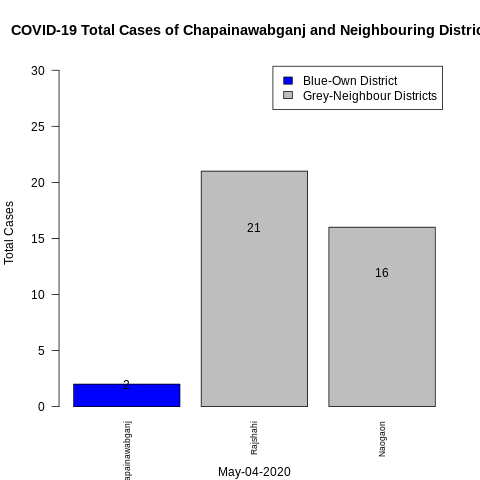 COVID-19 Total Cases of Chapainawabganj and Neighbouring Distric
Blue-Own District
Grey-Neighbour Districts
Total Cases
30
25
20
15
10
5
0
2
21
16
apainawabganj
Rajshahi
Naogaon
May-04-2020